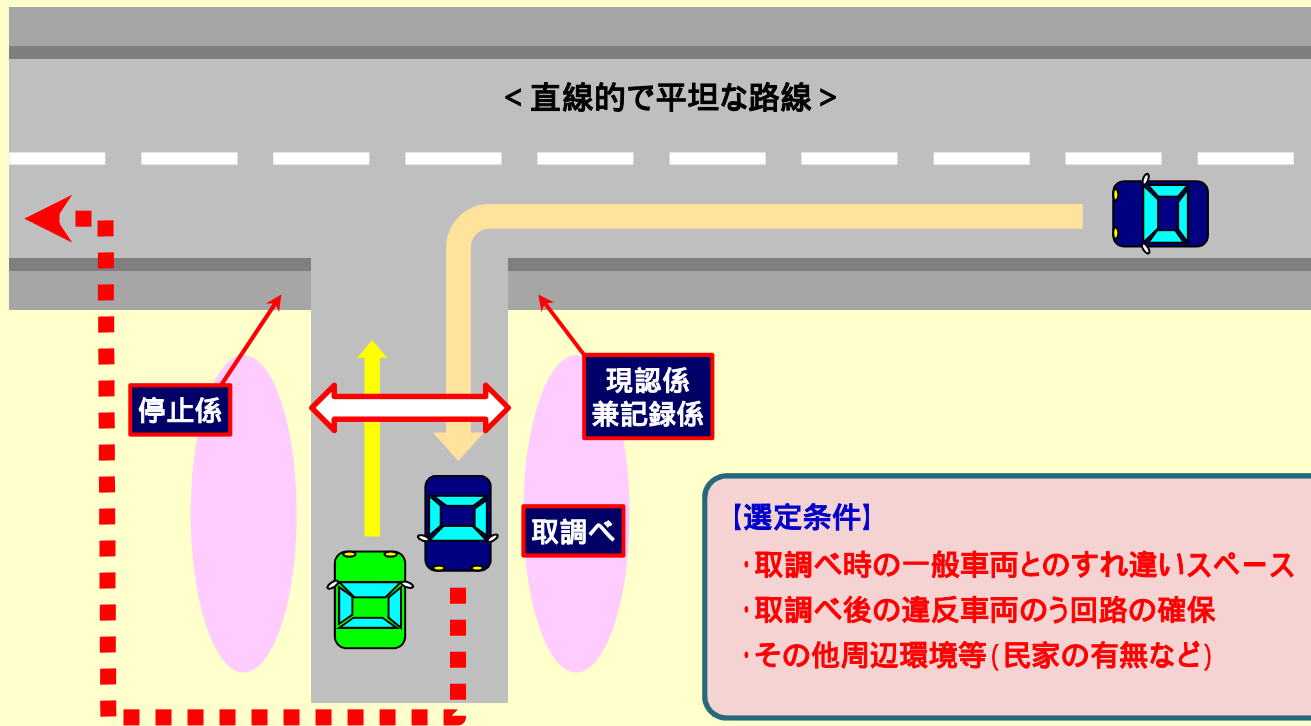 <直線的で平坦な路線>
停止係
現認係
兼記録係
取調べ
【選定条件】
・取調べ時の一般車両とのすれ違いスペース
・取調べ後の違反車両のう回路の確保
・その他周辺環境等(民家の有無など)